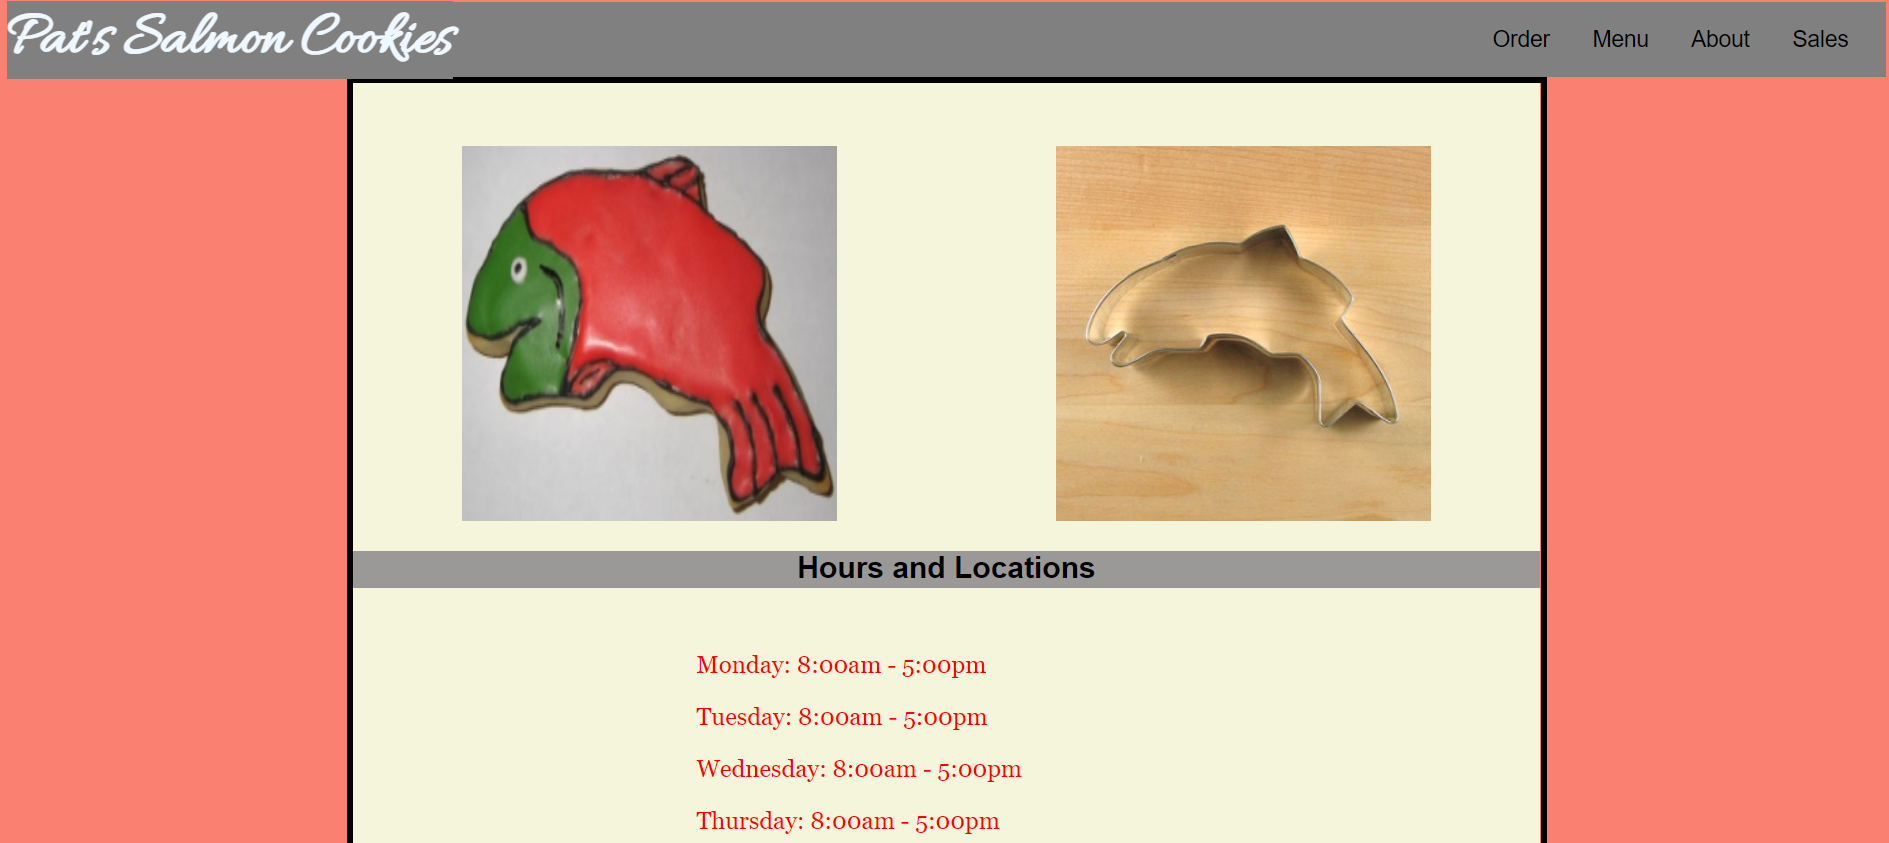 Pat's Salmon Cookies
Order Menu About Sales
Hours and Locations
Monday: 8:00am - 5:00pm
Tuesday: 8:00am - 5:00pm
Wednesday: 8:00am - 5:00pm
Thursday: 8:00am - 5:00pm